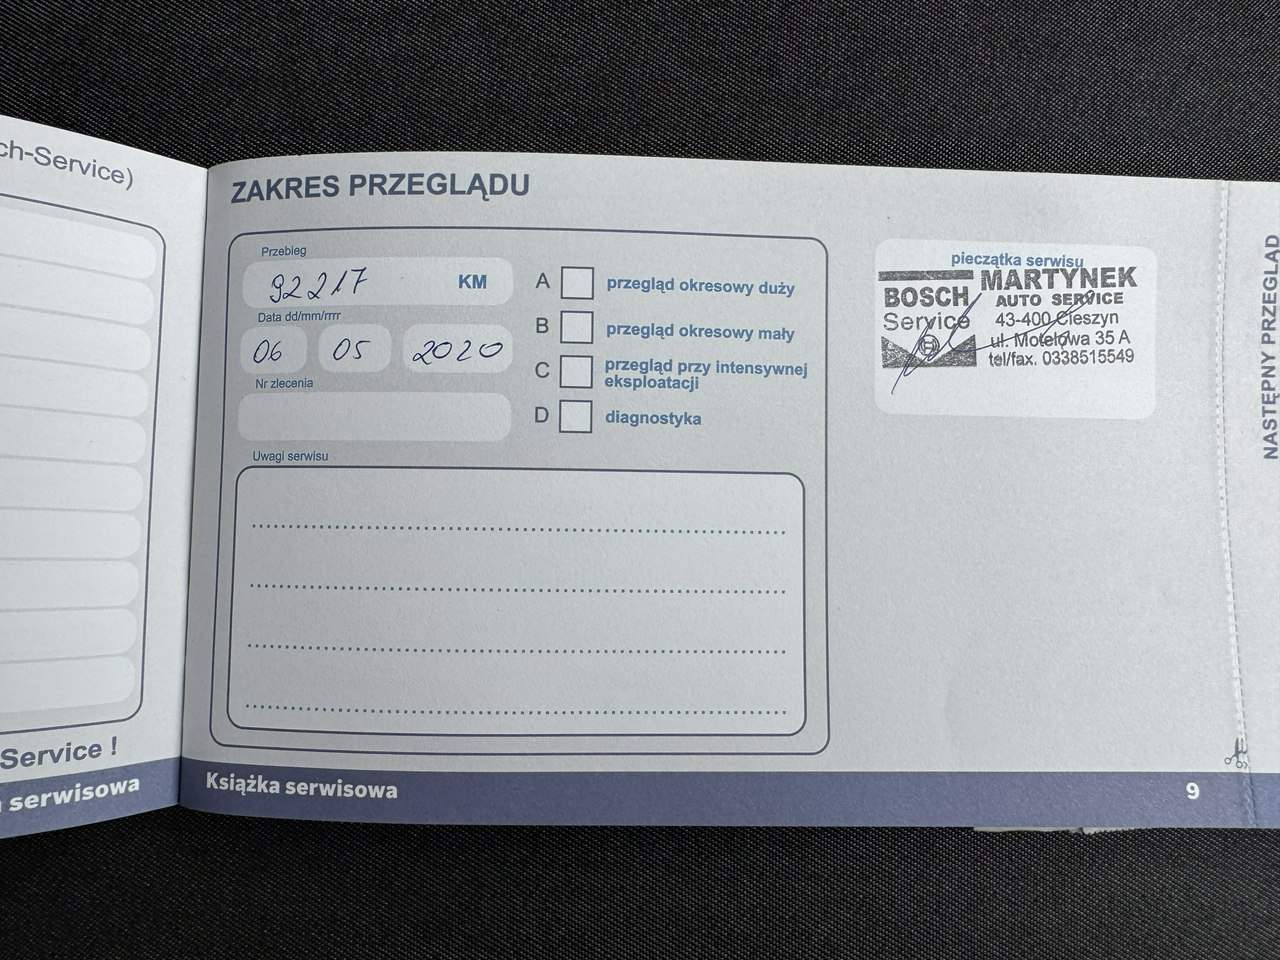 ch-Service)
Service !
serwisowa
ZAKRES PRZEGLĄDU
Przebieg
92217 KM
Data dd/mm/rrrr
06 05 2020
Nr zlecenia
A przegląd okresowy duży
B przegląd okresowy mały
C przegląd przy intensywnej
eksploatacji
D diagnostyka
Uwagi serwisu
pieczątka serwisu
BOSCH
Service
MARTYNEK
AUTO SERVICE
43-400 Cieszyn
ul. Motelowa 35 A
tel/fax. 0338515549
Książka serwisowa
9
NASTĘPNY PRZEGLĄD